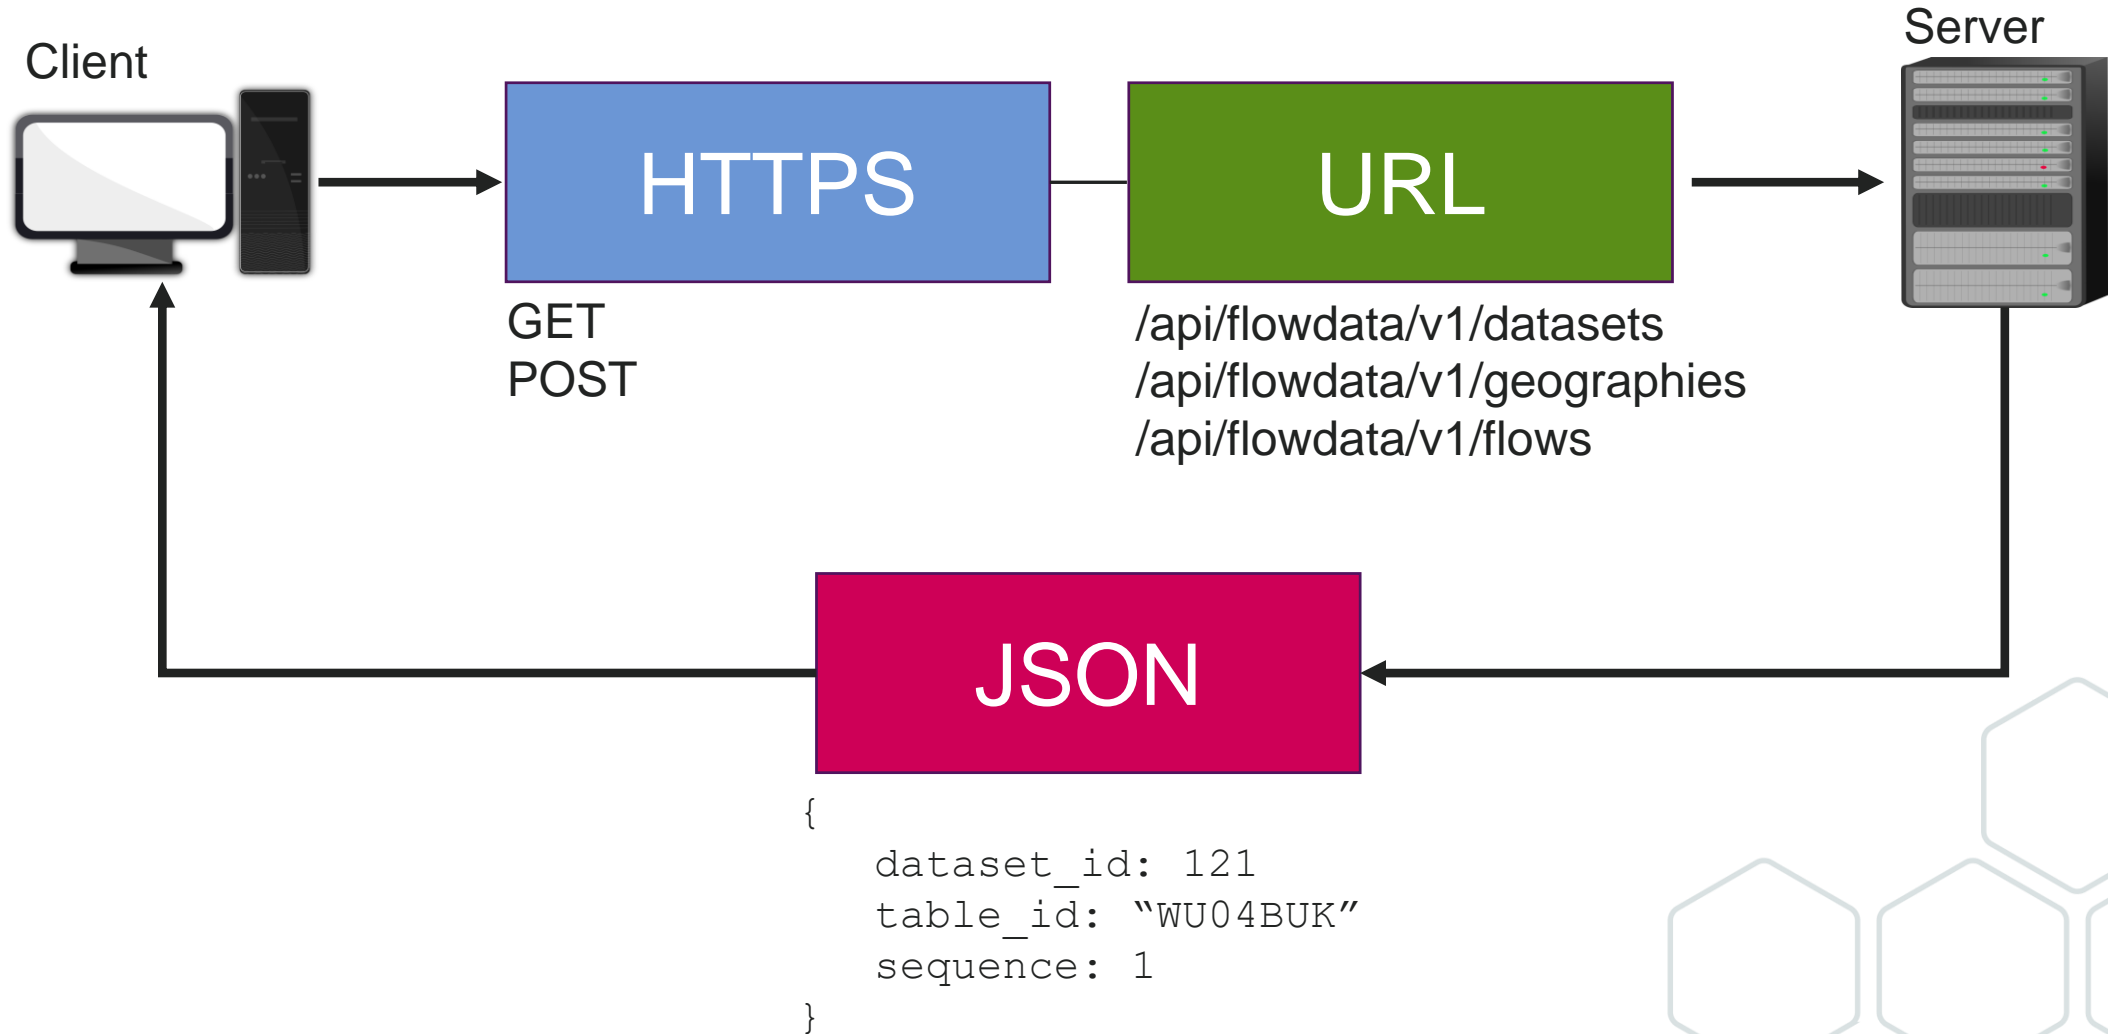 Client
Server
HTTPS
URL
GET
POST
/api/flowdata/v1/datasets
/api/flowdata/v1/geographies
/api/flowdata/v1/flows
JSON
{
dataset_id: 121
table_id: “WU04BUK”
sequence: 1
}